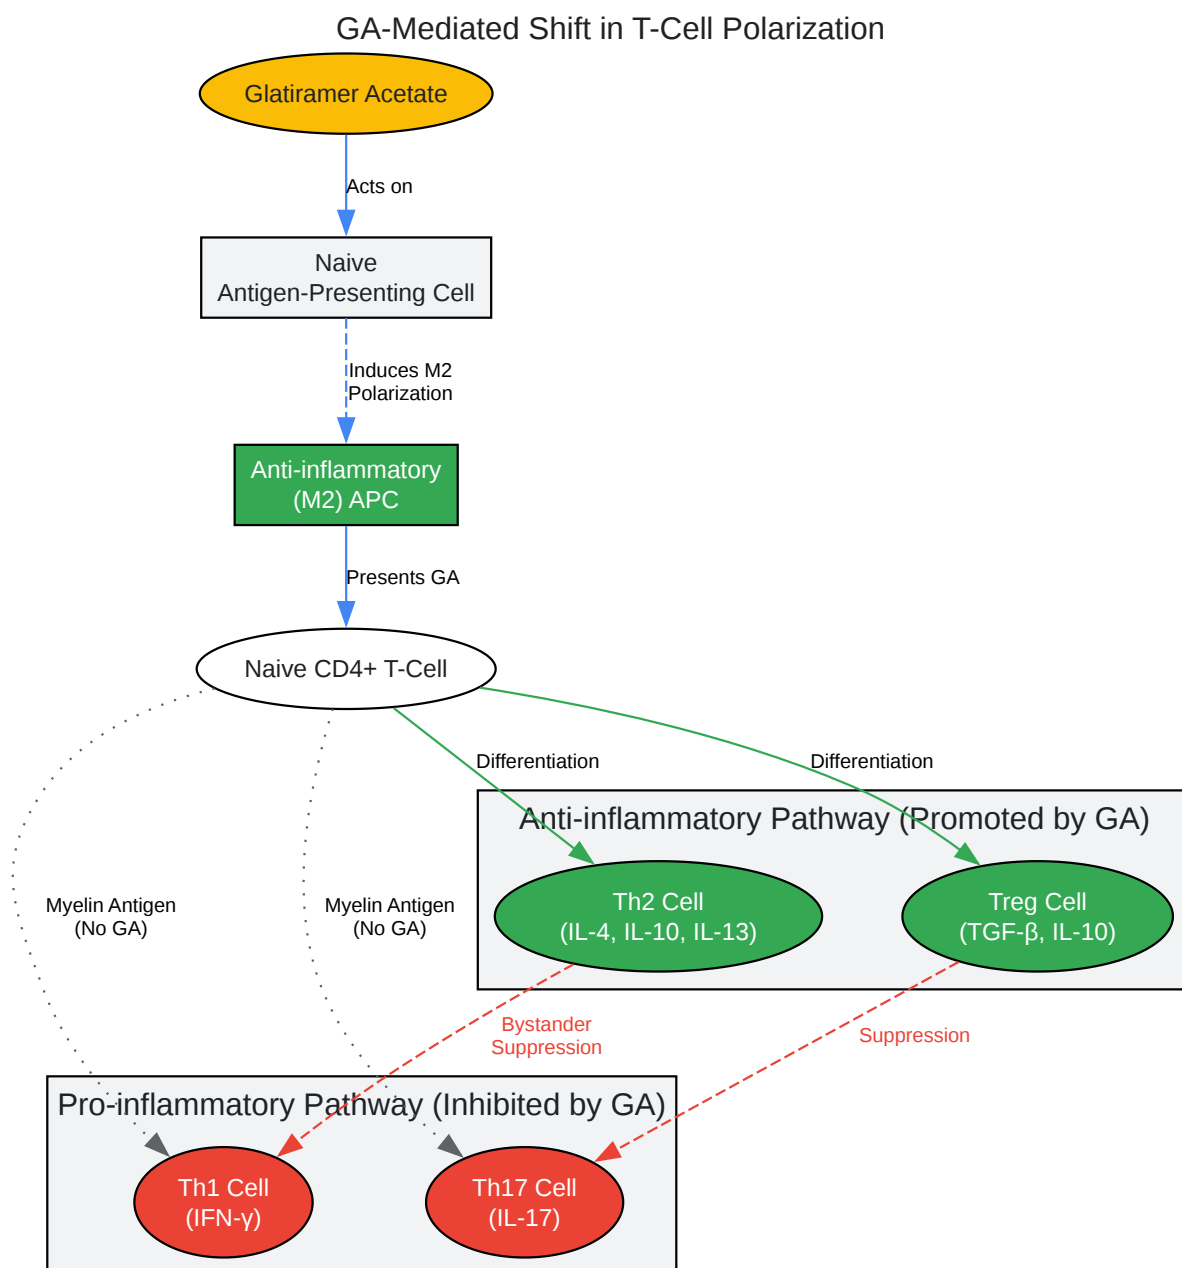 GA-Mediated Shift in T-Cell Polarization
Glatiramer Acetate
Acts on
Naive
Antigen-Presenting Cell
Induces M2
Polarization
Anti-inflammatory
(M2) APC
Presents GA
Naive CD4+ T-Cell
Differentiation
Differentiation
Anti-inflammatory Pathway (Promoted by GA)
Th2 Cell
(IL-4, IL-10, IL-13)
Treg Cell
(TGF-β, IL-10)
Myelin Antigen
(No GA)
Myelin Antigen
(No GA)
Bystander
Suppression
Suppression
Pro-inflammatory Pathway (Inhibited by GA)
Th1 Cell
(IFN-γ)
Th17 Cell
(IL-17)